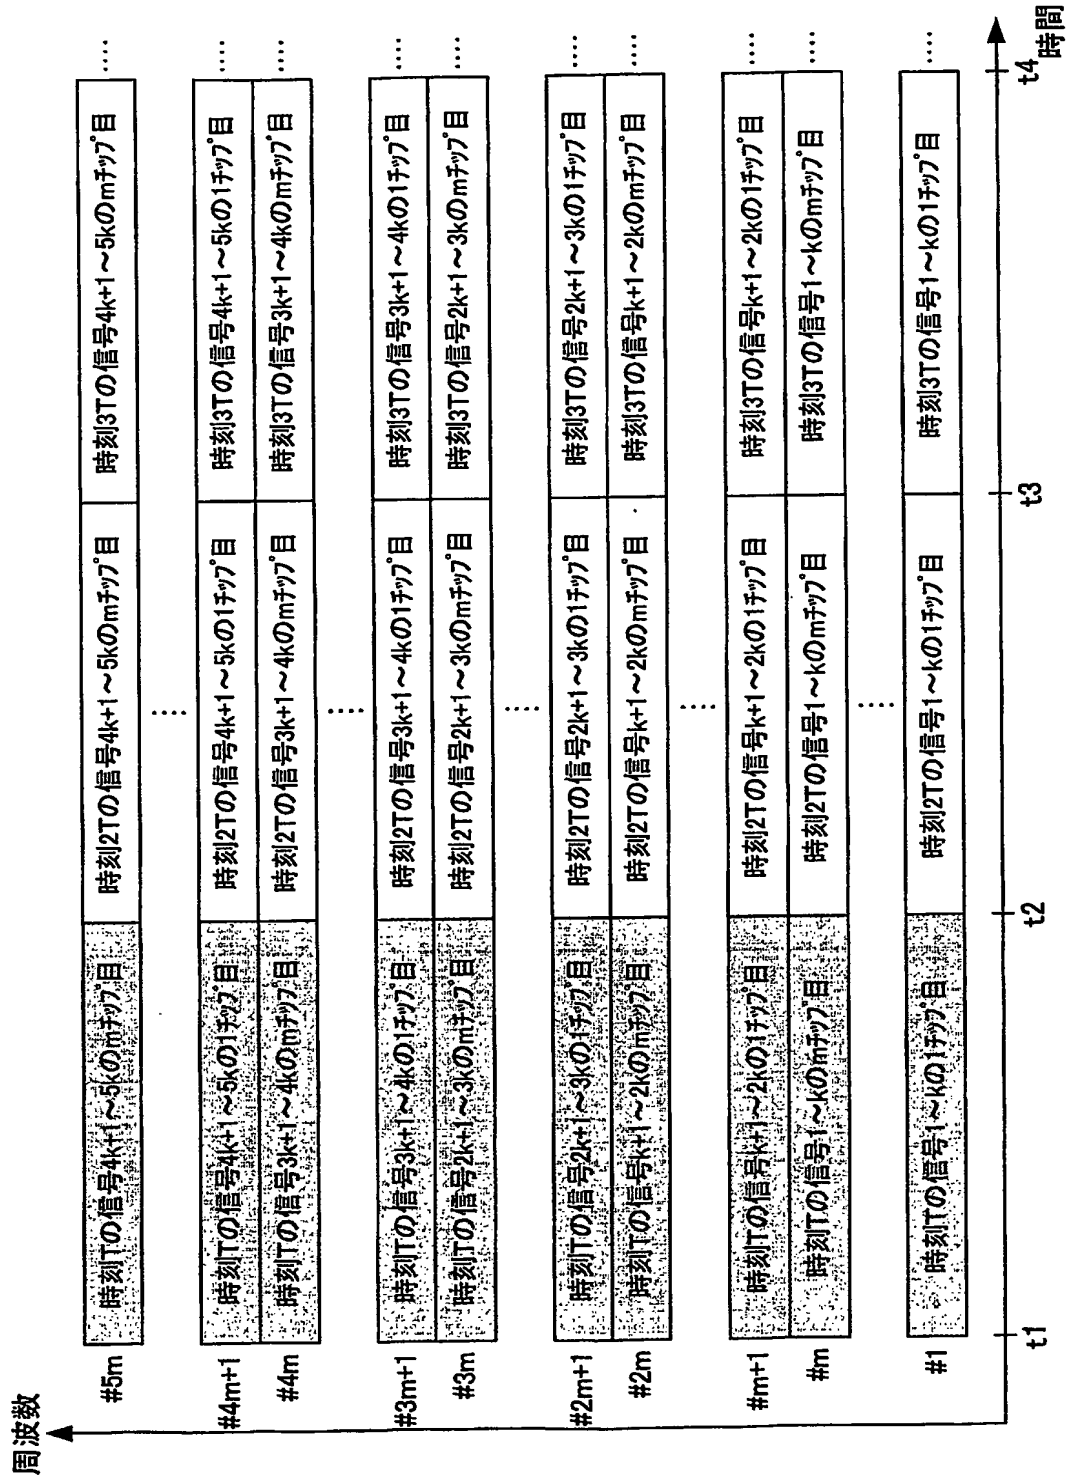 周波数
#5m
時刻Tの信号4k+1～5kのmチップ目
時刻2Tの信号4k+1～5kのmチップ目
時刻3Tの信号4k+1～5kのmチップ目
‥‥
‥‥
#4m+1
時刻Tの信号4k+1～5kの1チップ目
時刻2Tの信号4k+1～5kの1チップ目
時刻3Tの信号4k+1～5kの1チップ目
‥‥
#4m
時刻Tの信号3k+1～4kのmチップ目
時刻2Tの信号3k+1～4kのmチップ目
時刻3Tの信号3k+1～4kのmチップ目
‥‥
‥‥
#3m+1
時刻Tの信号3k+1～4kの1チップ目
時刻2Tの信号3k+1～4kの1チップ目
時刻3Tの信号3k+1～4kの1チップ目
‥‥
#3m
時刻Tの信号2k+1～3kのmチップ目
時刻2Tの信号2k+1～3kのmチップ目
時刻3Tの信号2k+1～3kのmチップ目
‥‥
‥‥
#2m+1
時刻Tの信号2k+1～3kの1チップ目
時刻2Tの信号2k+1～3kの1チップ目
時刻3Tの信号2k+1～3kの1チップ目
‥‥
#2m
時刻Tの信号k+1～2kのmチップ目
時刻2Tの信号k+1～2kのmチップ目
時刻3Tの信号k+1～2kのmチップ目
‥‥
‥‥
#m+1
時刻Tの信号k+1～2kの1チップ目
時刻2Tの信号k+1～2kの1チップ目
時刻3Tの信号k+1～2kの1チップ目
‥‥
#m
時刻Tの信号1～kのmチップ目
時刻2Tの信号1～kのmチップ目
時刻3Tの信号1～kのmチップ目
‥‥
‥‥
#1
時刻Tの信号1～kの1チップ目
時刻2Tの信号1～kの1チップ目
時刻3Tの信号1～kの1チップ目
‥‥
t1
t2
t3
t4
時間